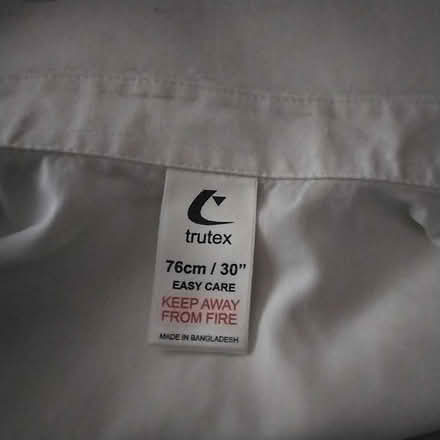 trutex
76cm / 30"
EASY CARE
KEEP AWAY
FROM FIRE
MADE IN BANGLADESH